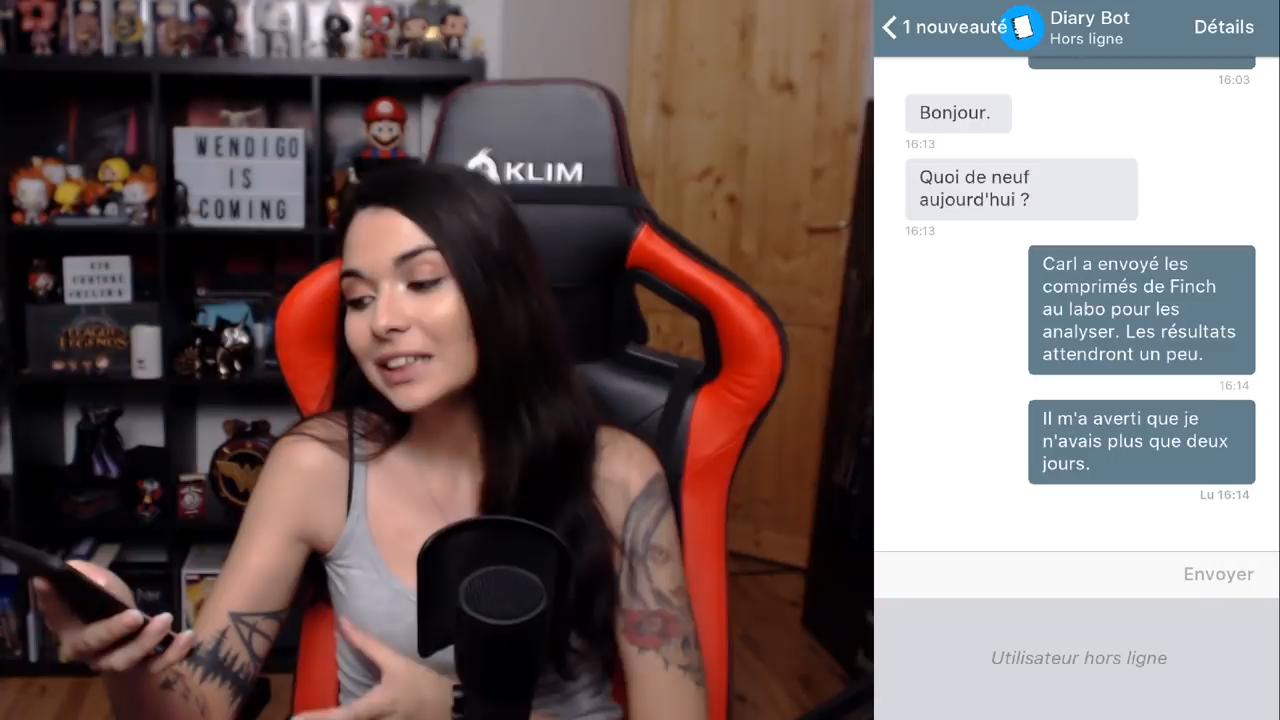 WENDIGO
IS
COMING
KLIM
LEAGUE OF
LEGENDS
1 nouveauté
Diary Bot
Hors ligne
Détails
16:03
Bonjour.
16:13
Quoi de neuf
aujourd'hui ?
16:13
Carl a envoyé les
comprimés de Finch
au labo pour les
analyser. Les résultats
attendront un peu.
16:14
Il m'a averti que je
n'avais plus que deux
jours.
Lu 16:14
Envoyer
Utilisateur hors ligne